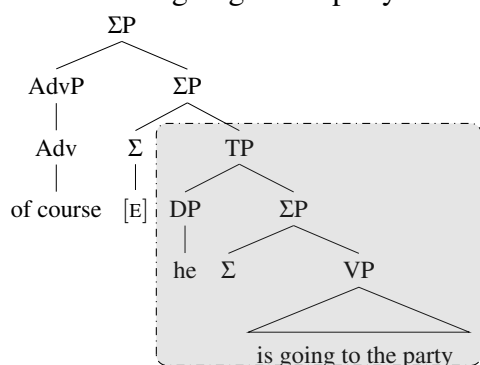 ΣP
AdvP ΣP
Adv Σ TP
of course [E] DP ΣP
he Σ VP
is going to the party